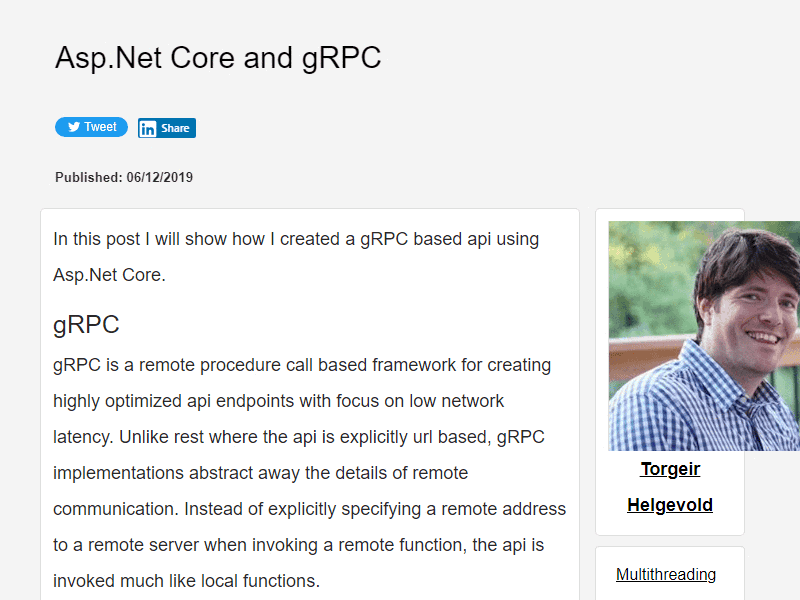 Asp.Net Core and gRPC
Tweet
in Share
Published: 06/12/2019
In this post I will show how I created a gRPC based api using
Asp.Net Core.
gRPC
gRPC is a remote procedure call based framework for creating
highly optimized api endpoints with focus on low network
latency. Unlike rest where the api is explicitly url based, gRPC
implementations abstract away the details of remote
communication. Instead of explicitly specifying a remote address
to a remote server when invoking a remote function, the api is
invoked much like local functions.
Torgeir
Helgevold
Multithreading